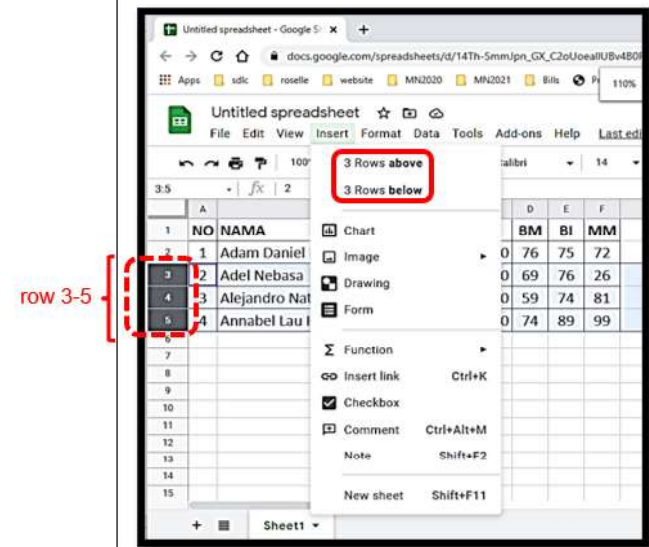 Untitled spreadsheet - Google S
docs.google.com/spreadsheets/d/14Th-SmmJpn_GX_C2oUoeallUBv4B0F
Apps sdlc roselle website MN2020 MN2021 Bills 110%
Untitled spreadsheet
File Edit View Insert Format Data Tools Add-ons Help Last edi
100% 3 Rows above 14
3:5 fx 2 3 Rows below
A D E F
1 NO NAMA BM BI MM
Chart
2 1 Adam Daniel 0 76 75 72
Image
3 2 Adel Nebasa 0 69 76 26
Drawing
row 3-5
4 3 Alejandro Nat 0 59 74 81
Form
5 4 Annabel Lau 0 74 89 99
6
7 Function
8 Insert link Ctrl+K
9
10 Checkbox
11 Comment Ctrl+Alt+M
12
13 Note Shift+F2
14
15 New sheet Shift+F11
Sheet1